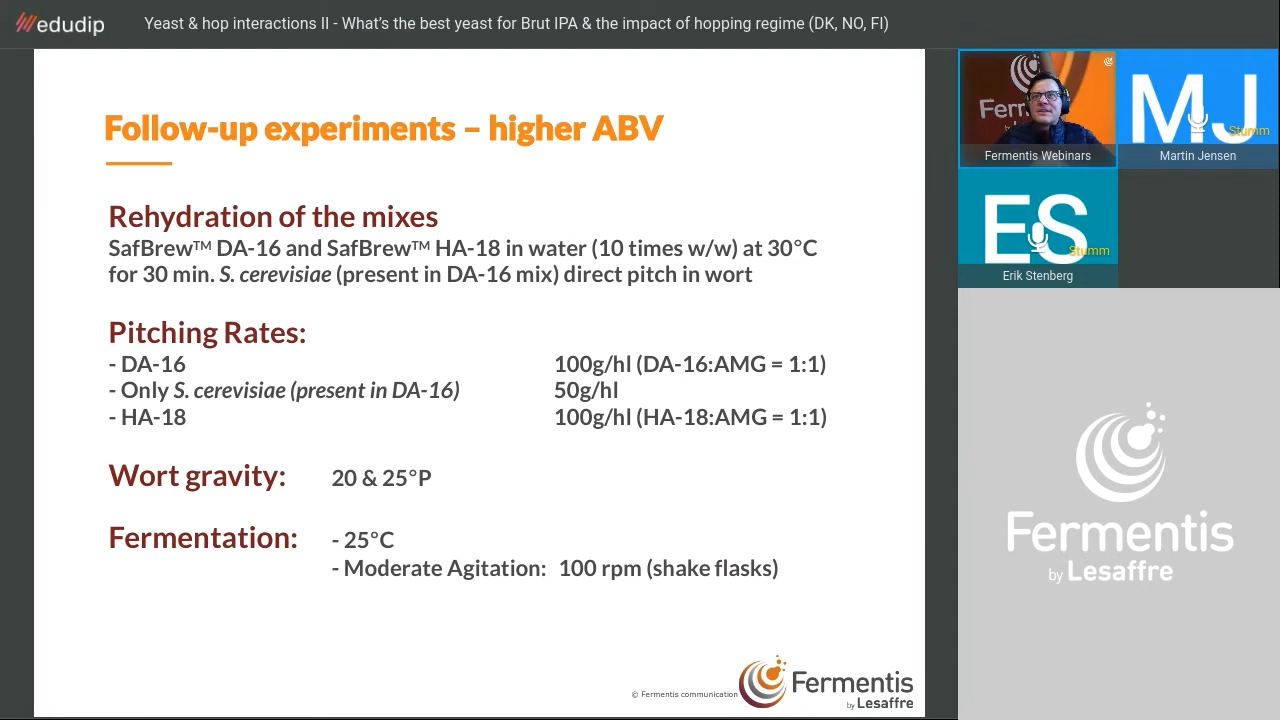 edudip
Yeast & hop interactions II - What’s the best yeast for Brut IPA & the impact of hopping regime (DK, NO, FI)
Follow-up experiments – higher ABV
Rehydration of the mixes
SafBrew™ DA-16 and SafBrew™ HA-18 in water (10 times w/w) at 30°C
for 30 min. S. cerevisiae (present in DA-16 mix) direct pitch in wort
Pitching Rates:
- DA-16 100g/hl (DA-16:AMG = 1:1)
- Only S. cerevisiae (present in DA-16) 50g/hl
- HA-18 100g/hl (HA-18:AMG = 1:1)
Wort gravity: 20 & 25°P
Fermentation: - 25°C
- Moderate Agitation: 100 rpm (shake flasks)
© Fermentis communication
Fermentis
by Lesaffre
Fermentis Webinars
MJ
Stumm
Martin Jensen
ES
Stumm
Erik Stenberg
Fermentis
by Lesaffre